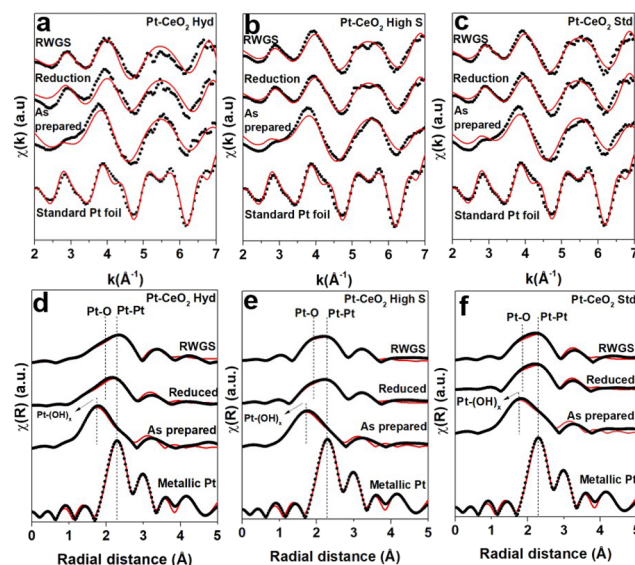 a
Pt-CeO₂ Hyd
RWGS
Reduction
As
prepared
Standard Pt foil
χ(k) (a.u)
2 3 4 5 6 7
k(Å⁻¹)
b
Pt-CeO₂ High S
RWGS
Reduction
As
prepared
Standard Pt foil
χ(k) (a.u)
2 3 4 5 6 7
k(Å⁻¹)
c
Pt-CeO₂ Std
RWGS
Reduction
As
prepared
Standard Pt foil
χ(k) (a.u)
2 3 4 5 6 7
k(Å⁻¹)
d
Pt-CeO₂ Hyd
Pt-O Pt-Pt
RWGS
Reduced
Pt-(OH)ₓ
As prepared
Metallic Pt
χ(R) (a.u.)
0 1 2 3 4 5
Radial distance (Å)
e
Pt-CeO₂ High S
Pt-O Pt-Pt
RWGS
Reduced
Pt-(OH)ₓ
As prepared
Metallic Pt
χ(R) (a.u.)
0 1 2 3 4 5
Radial distance (Å)
f
Pt-CeO₂ Std
Pt-O Pt-Pt
RWGS
Reduced
Pt-(OH)ₓ
As prepared
Metallic Pt
χ(R) (a.u.)
0 1 2 3 4 5
Radial distance (Å)